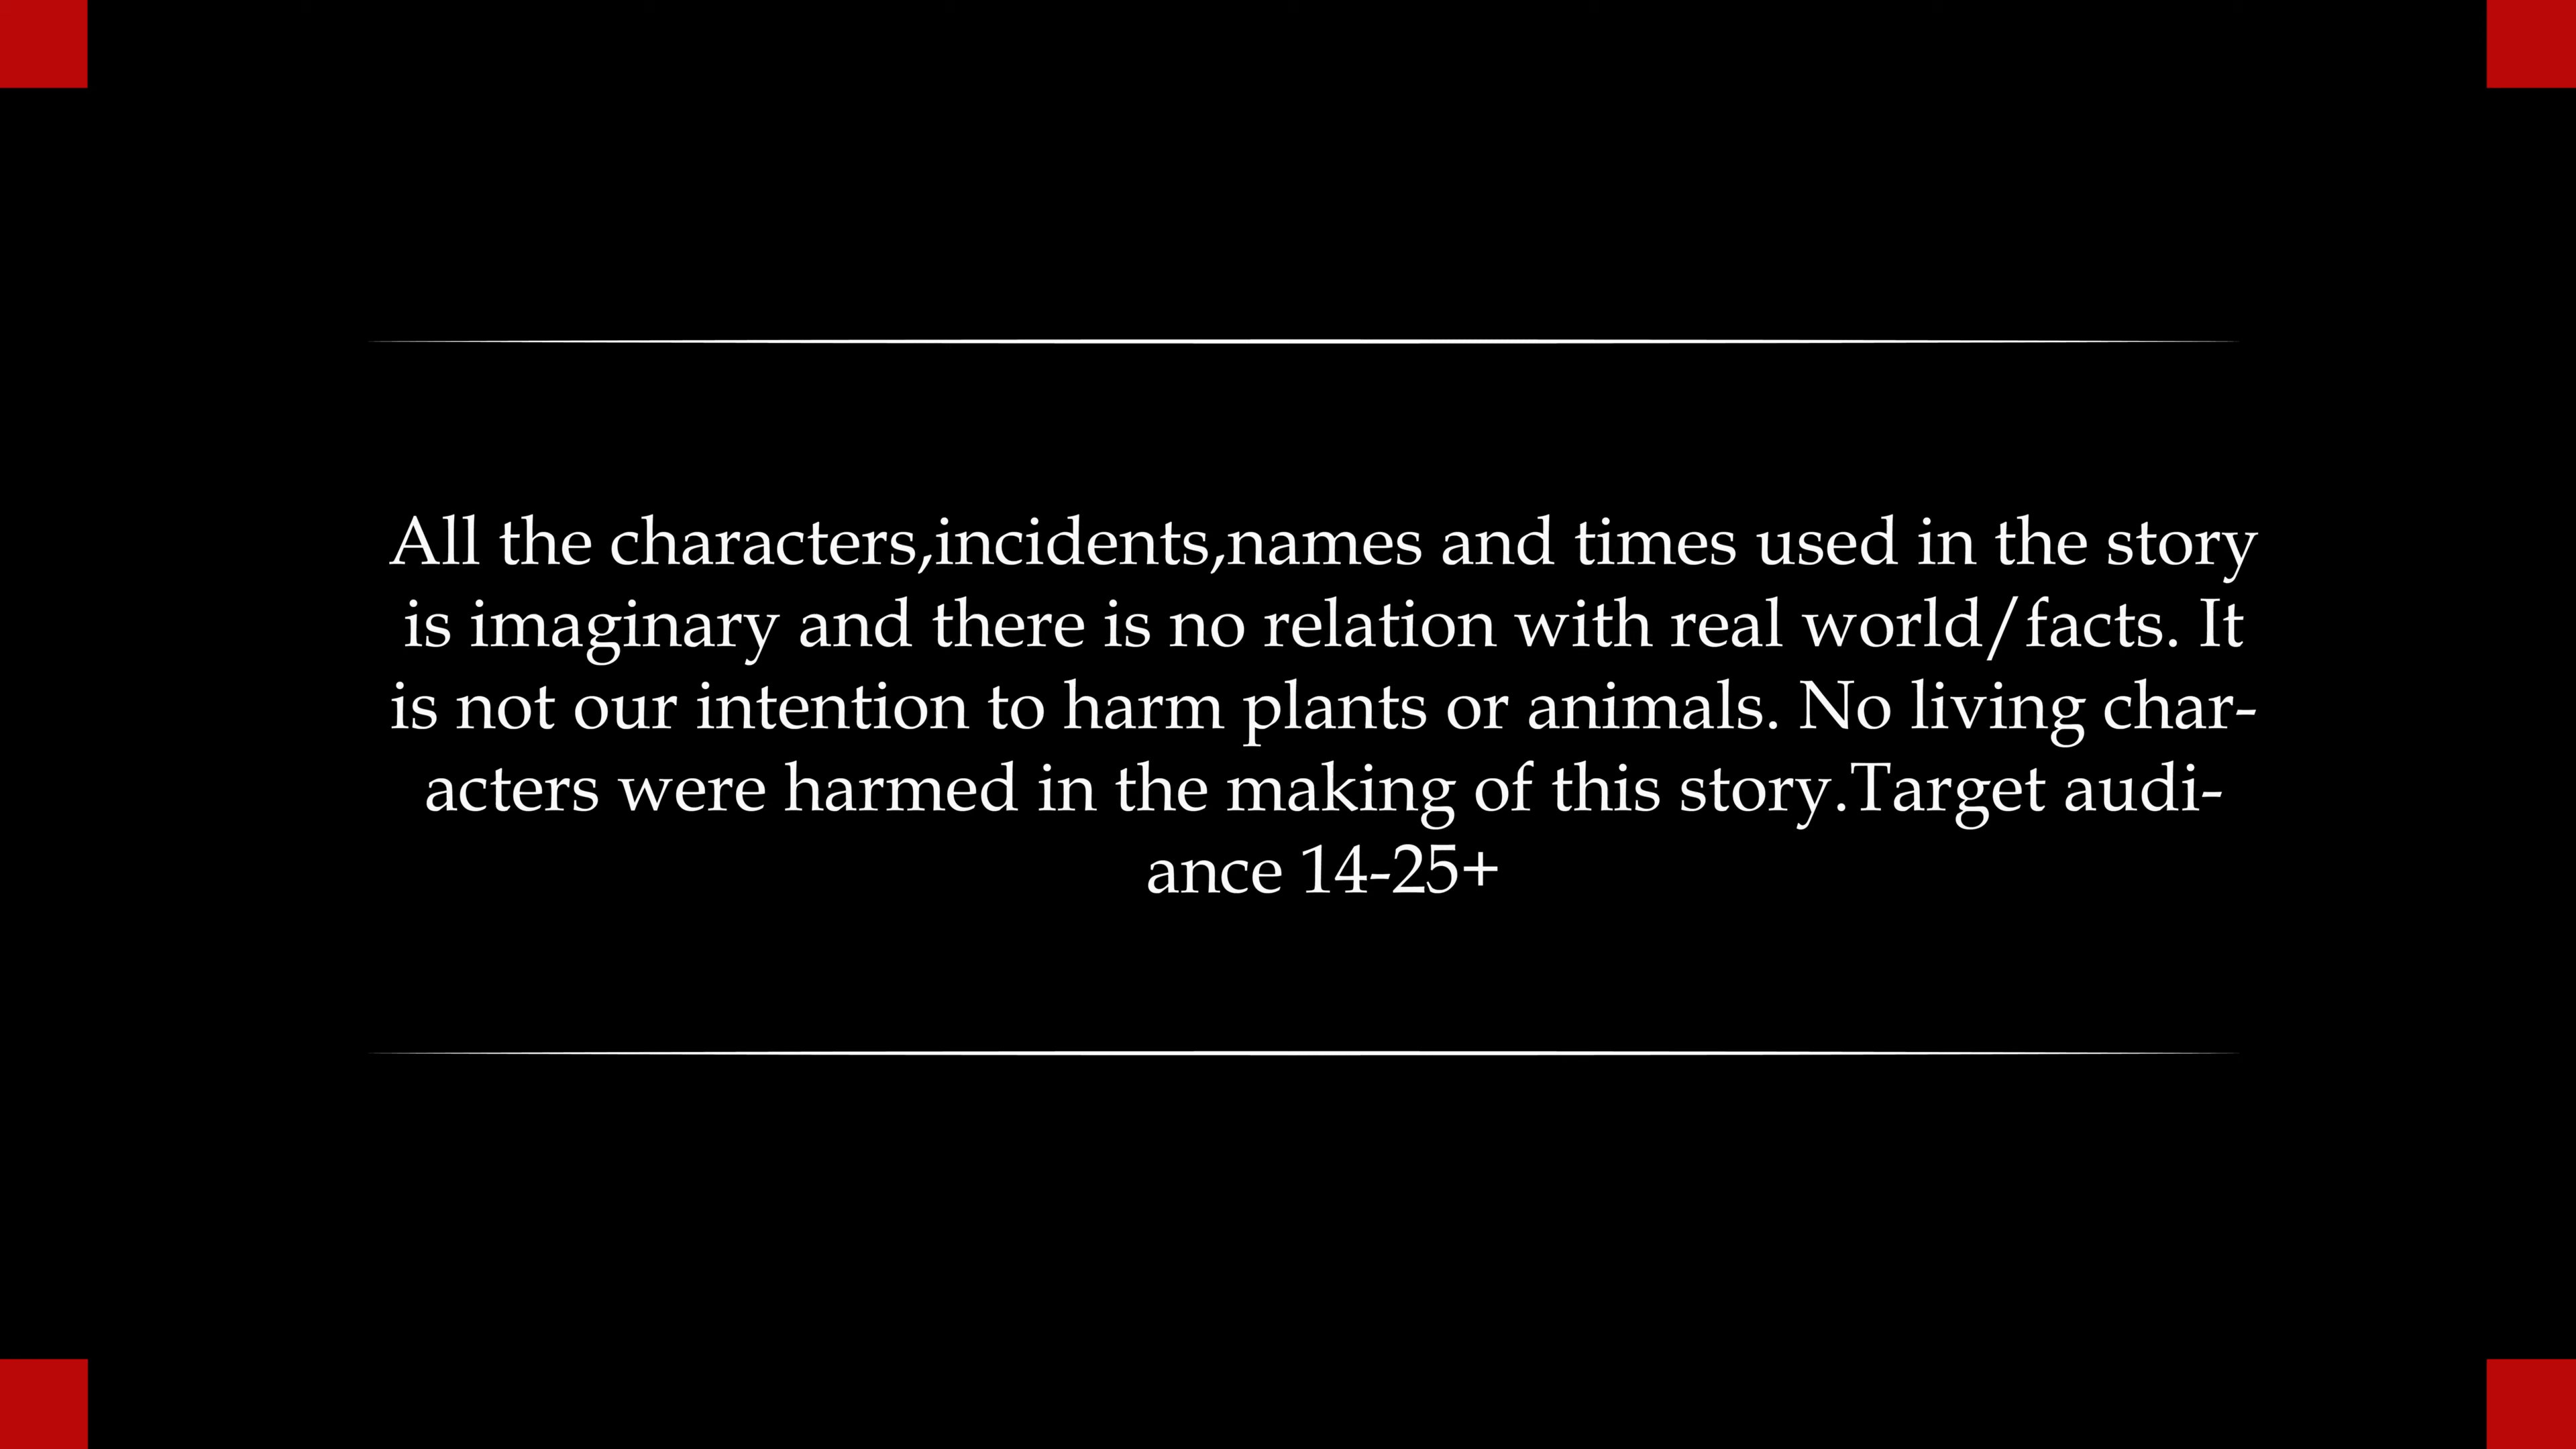 All the characters,incidents,names and times used in the story
is imaginary and there is no relation with real world/facts. It
is not our intention to harm plants or animals. No living char-
acters were harmed in the making of this story.Target audi-
ance 14-25+